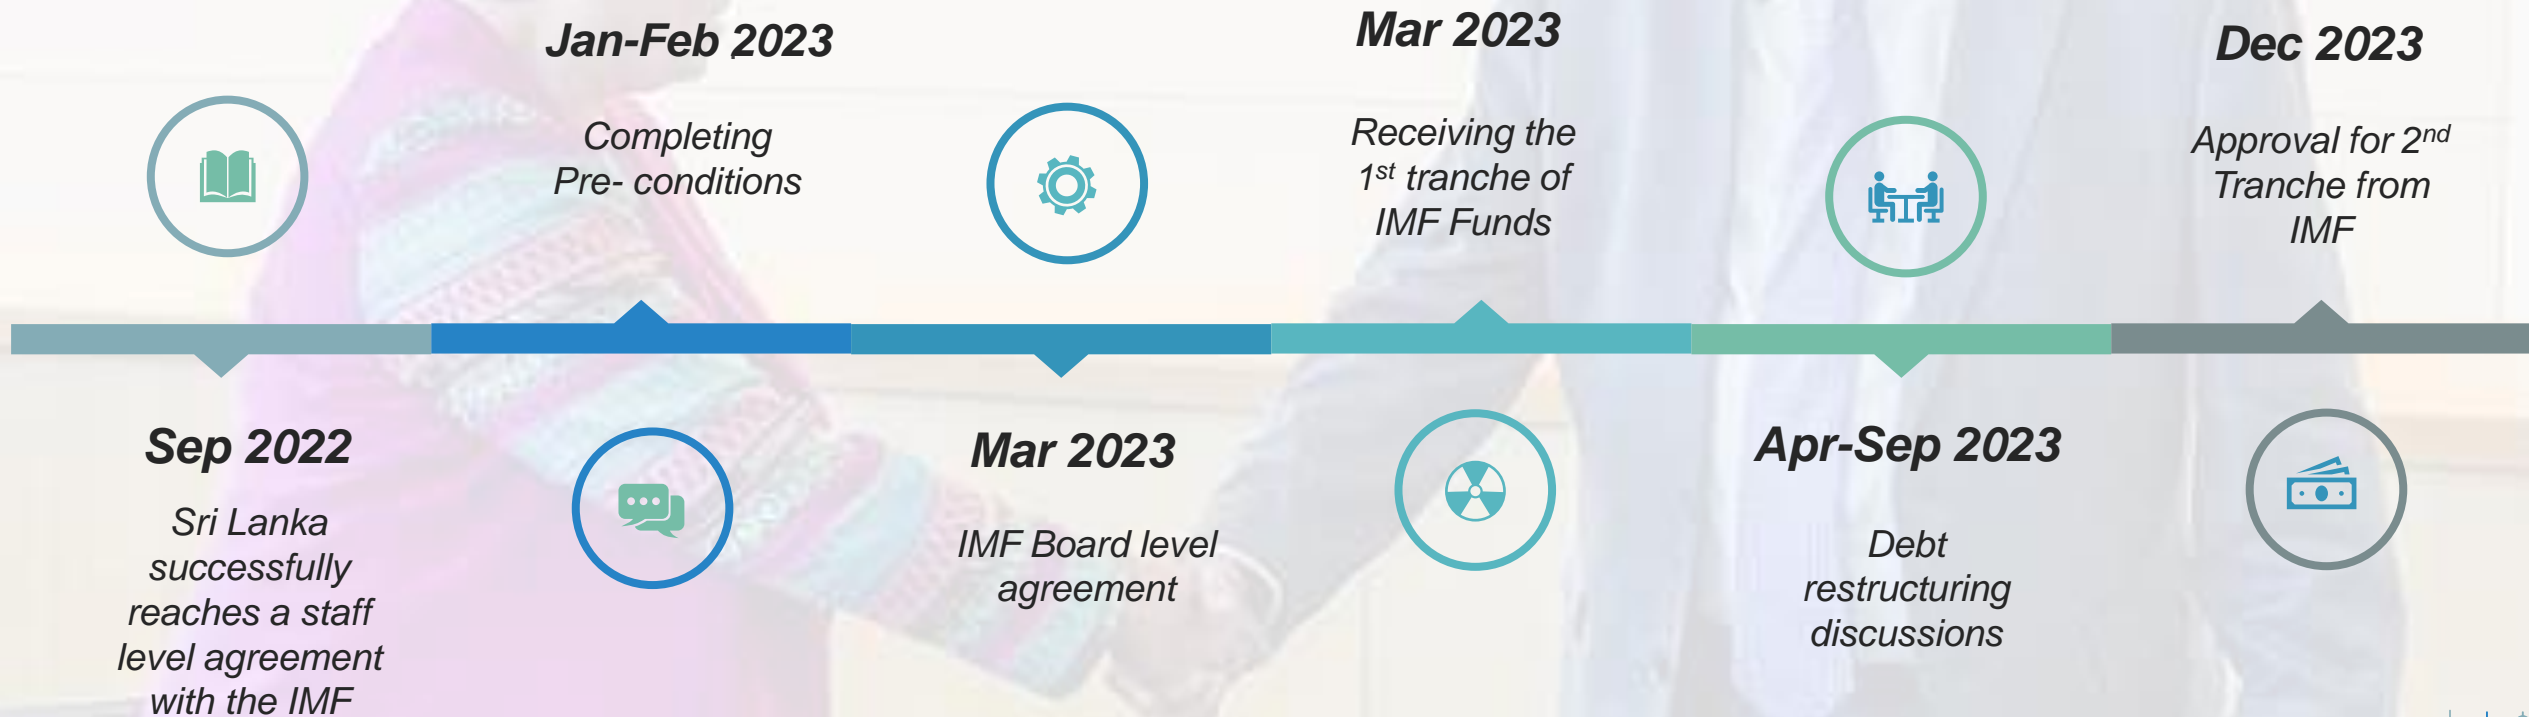 Sep 2022
Sri Lanka
successfully
reaches a staff
level agreement
with the IMF
Jan-Feb 2023
Completing
Pre- conditions
Mar 2023
IMF Board level
agreement
Mar 2023
Receiving the
1st tranche of
IMF Funds
Apr-Sep 2023
Debt
restructuring
discussions
Dec 2023
Approval for 2nd
Tranche from
IMF